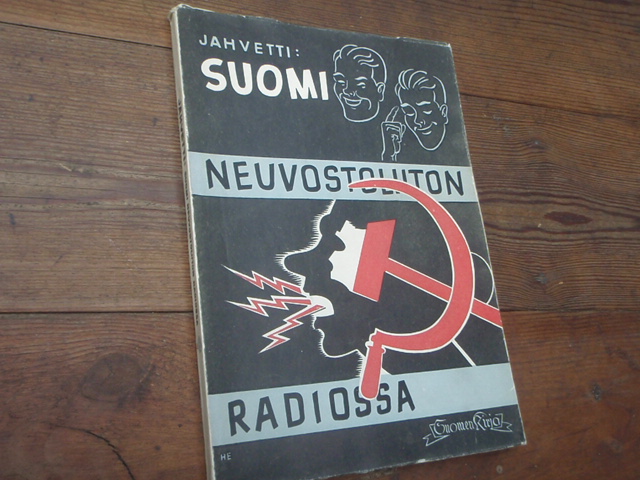 JAHVETTI:
SUOMI
NEUVOSTOLIITON
RADIOSSA
Suomen Kirja
HE